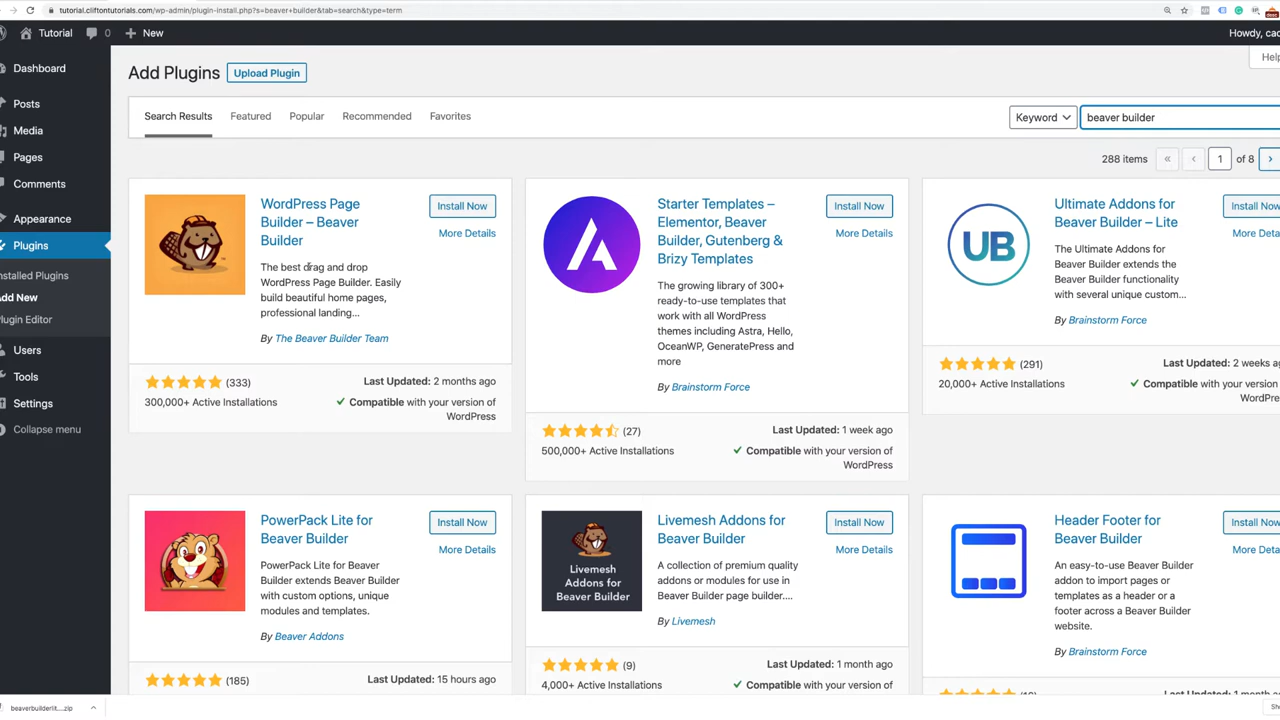 tutorial.cliftontutorials.com/wp-admin/plugin-install.php?s=beaver+builder&tab=search&type=term
Tutorial
0
New
Howdy,
Dashboard
Posts
Media
Pages
Comments
Appearance
Plugins
nstalled Plugins
Add New
lugin Editor
Users
Tools
Settings
Collapse menu
Help
Add Plugins
Upload Plugin
Search Results
Featured
Popular
Recommended
Favorites
Keyword
beaver builder
288 items
«
‹
1
of 8
›
WordPress Page
Builder – Beaver
Builder
Install Now
More Details
The best drag and drop
WordPress Page Builder. Easily
build beautiful home pages,
professional landing...
By The Beaver Builder Team
(333)
300,000+ Active Installations
Last Updated: 2 months ago
Compatible with your version of
WordPress
Starter Templates –
Elementor, Beaver
Builder, Gutenberg &
Brizy Templates
Install Now
More Details
The growing library of 300+
ready-to-use templates that
work with all WordPress
themes including Astra, Hello,
OceanWP, GeneratePress and
more
By Brainstorm Force
(27)
500,000+ Active Installations
Last Updated: 1 week ago
Compatible with your version of
WordPress
UB
Ultimate Addons for
Beaver Builder – Lite
Install Now
More Deta
The Ultimate Addons for
Beaver Builder extends the
Beaver Builder functionality
with several unique custom...
By Brainstorm Force
(291)
20,000+ Active Installations
Last Updated: 2 weeks ag
Compatible with your versio
WordPre
PowerPack Lite for
Beaver Builder
Install Now
More Details
PowerPack Lite for Beaver
Builder extends Beaver Builder
with custom options, unique
modules and templates.
By Beaver Addons
(185)
Last Updated: 15 hours ago
Livemesh
Addons for
Beaver Builder
Livemesh Addons for
Beaver Builder
Install Now
More Details
A collection of premium quality
addons or modules for use in
Beaver Builder page builder....
By Livemesh
(9)
4,000+ Active Installations
Last Updated: 1 month ago
Compatible with your version of
Header Footer for
Beaver Builder
Install Now
More Deta
An easy-to-use Beaver Builder
addon to import pages or
templates as a header or a
footer across a Beaver Builder
website.
By Brainstorm Force
Last Updated: 1 month ago
Compatible with your versio
beaverbuilderlit....zip